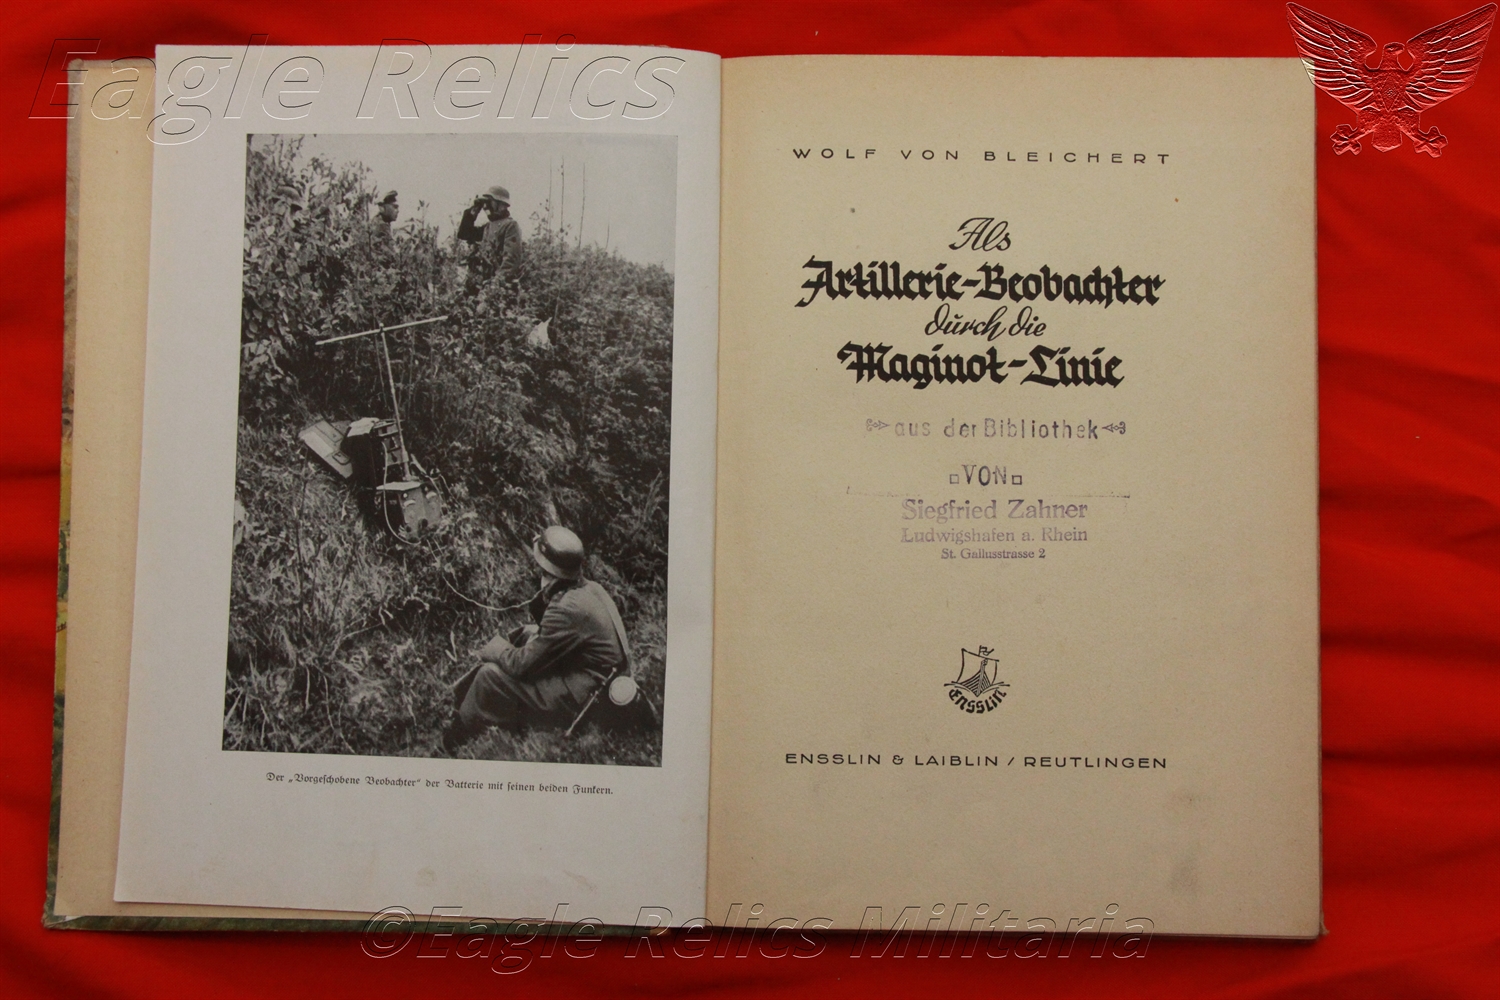 Eagle Relics
Der „Vorgeschobene Beobachter“ der Batterie mit seinen beiden Funkern.
WOLF VON BLEICHERT
Als
Artillerie-Beobachter
durch die
Maginot-Linie
aus der Bibliothek
VON
Siegfried Zahner
Ludwigshafen a. Rhein
St. Gallusstrasse 2
ENSSLIN
ENSSLIN & LAIBLIN / REUTLINGEN
©Eagle Relics Militaria